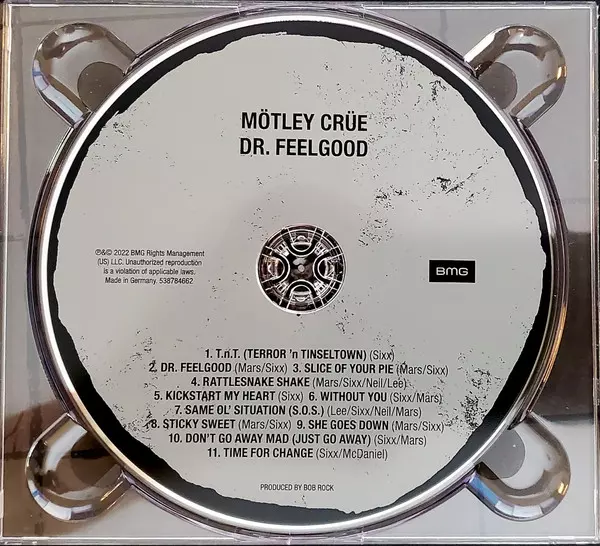 MÖTLEY CRÜE
DR. FEELGOOD
℗&© 2022 BMG Rights Management
(US) LLC. Unauthorized reproduction
is a violation of applicable laws.
Made in Germany. 538784662
BMG
1. T.n.T. (TERROR 'n TINSELTOWN) (Sixx)
2. DR. FEELGOOD (Mars/Sixx) 3. SLICE OF YOUR PIE (Mars/Sixx)
4. RATTLESNAKE SHAKE (Mars/Sixx/Neil/Lee)
5. KICKSTART MY HEART (Sixx) 6. WITHOUT YOU (Sixx/Mars)
7. SAME OL' SITUATION (S.O.S.) (Lee/Sixx/Neil/Mars)
8. STICKY SWEET (Mars/Sixx) 9. SHE GOES DOWN (Mars/Sixx)
10. DON'T GO AWAY MAD (JUST GO AWAY) (Sixx/Mars)
11. TIME FOR CHANGE (Sixx/McDaniel)
PRODUCED BY BOB ROCK